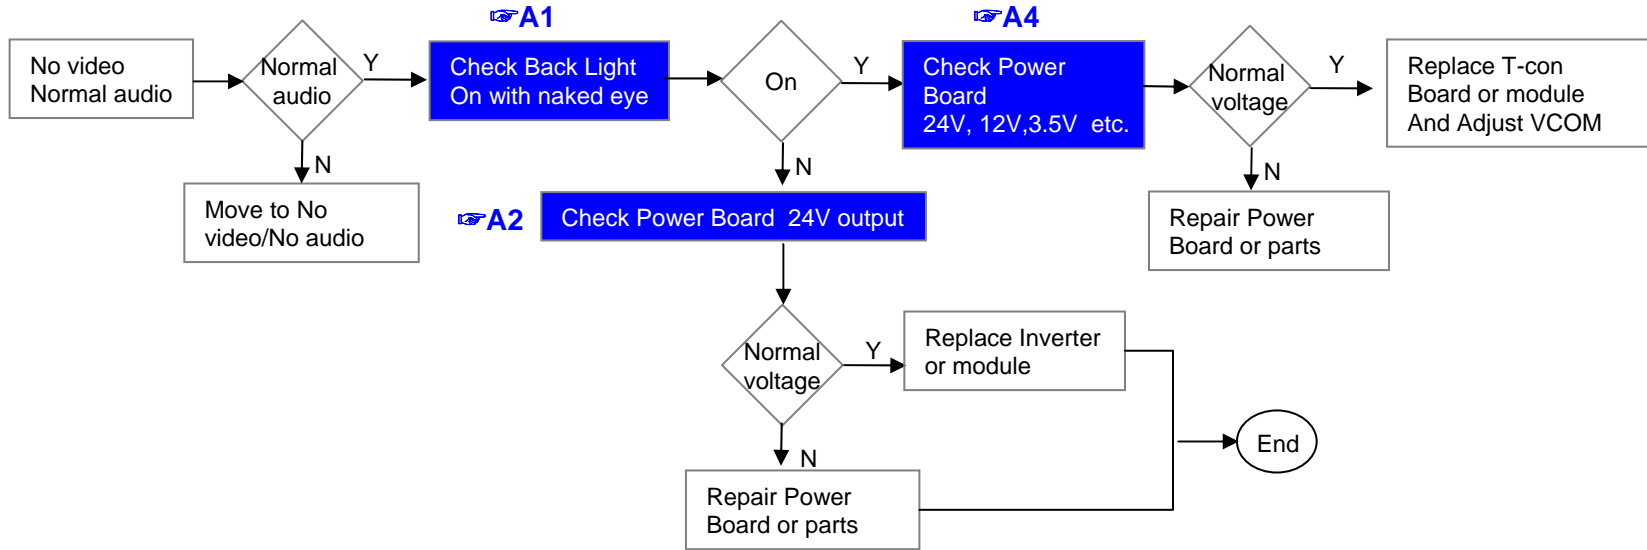 ☞A1
☞A4
No video
Normal audio
Normal
audio
Y
Check Back Light
On with naked eye
On
Y
Check Power
Board
24V, 12V,3.5V etc.
Normal
voltage
Y
Replace T-con
Board or module
And Adjust VCOM
N
Move to No
video/No audio
N
☞A2
Check Power Board 24V output
N
Repair Power
Board or parts
Normal
voltage
Y
Replace Inverter
or module
End
N
Repair Power
Board or parts